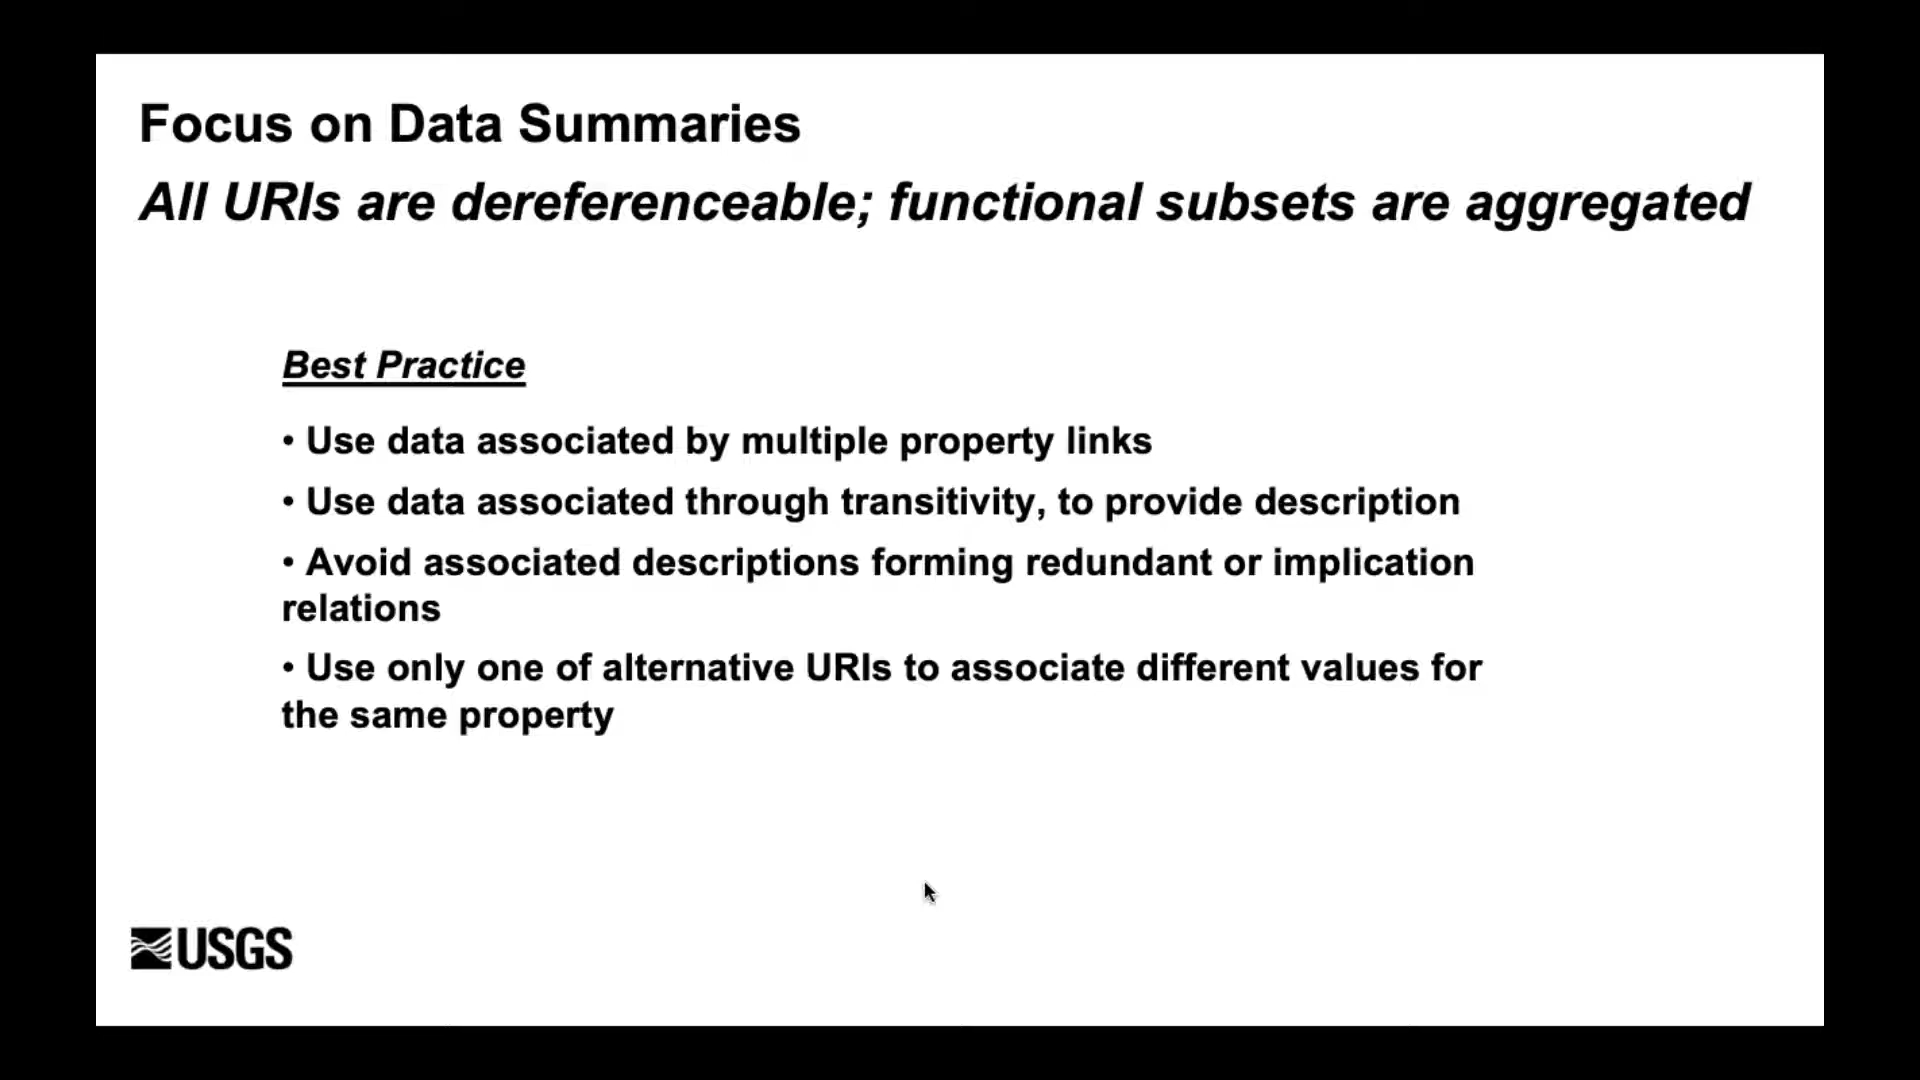 Focus on Data Summaries
All URIs are dereferenceable; functional subsets are aggregated
Best Practice
• Use data associated by multiple property links
• Use data associated through transitivity, to provide description
• Avoid associated descriptions forming redundant or implication
relations
• Use only one of alternative URIs to associate different values for
the same property
USGS